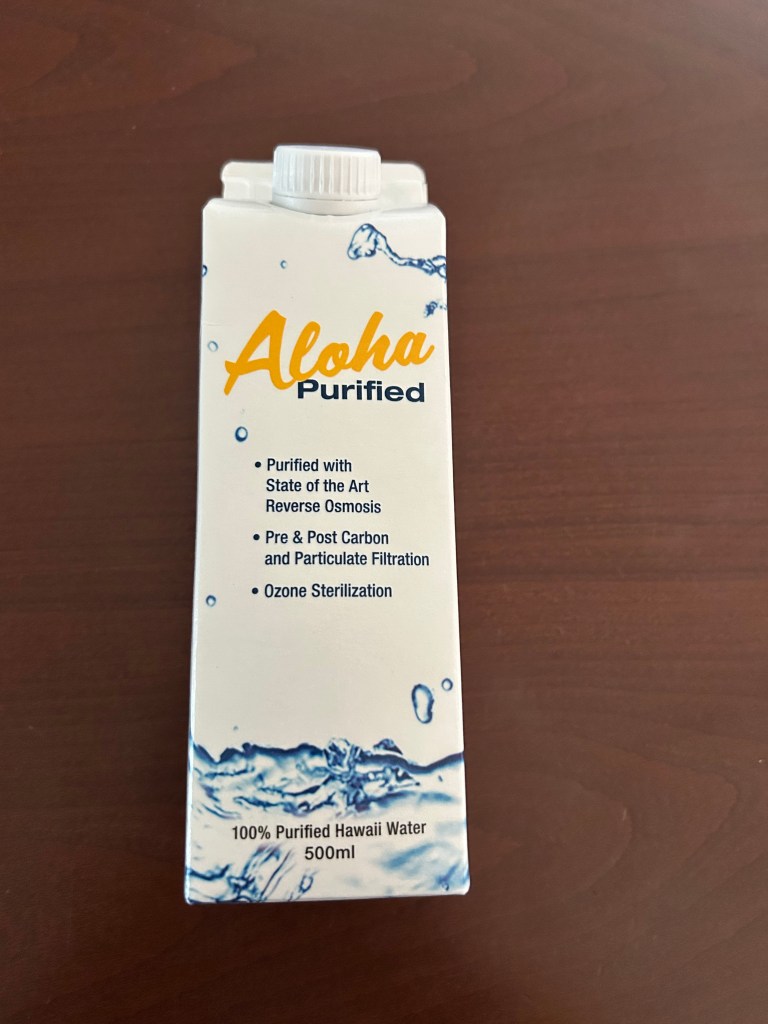 Aloha
Purified
• Purified with
State of the Art
Reverse Osmosis
• Pre & Post Carbon
and Particulate Filtration
• Ozone Sterilization
100% Purified Hawaii Water
500ml